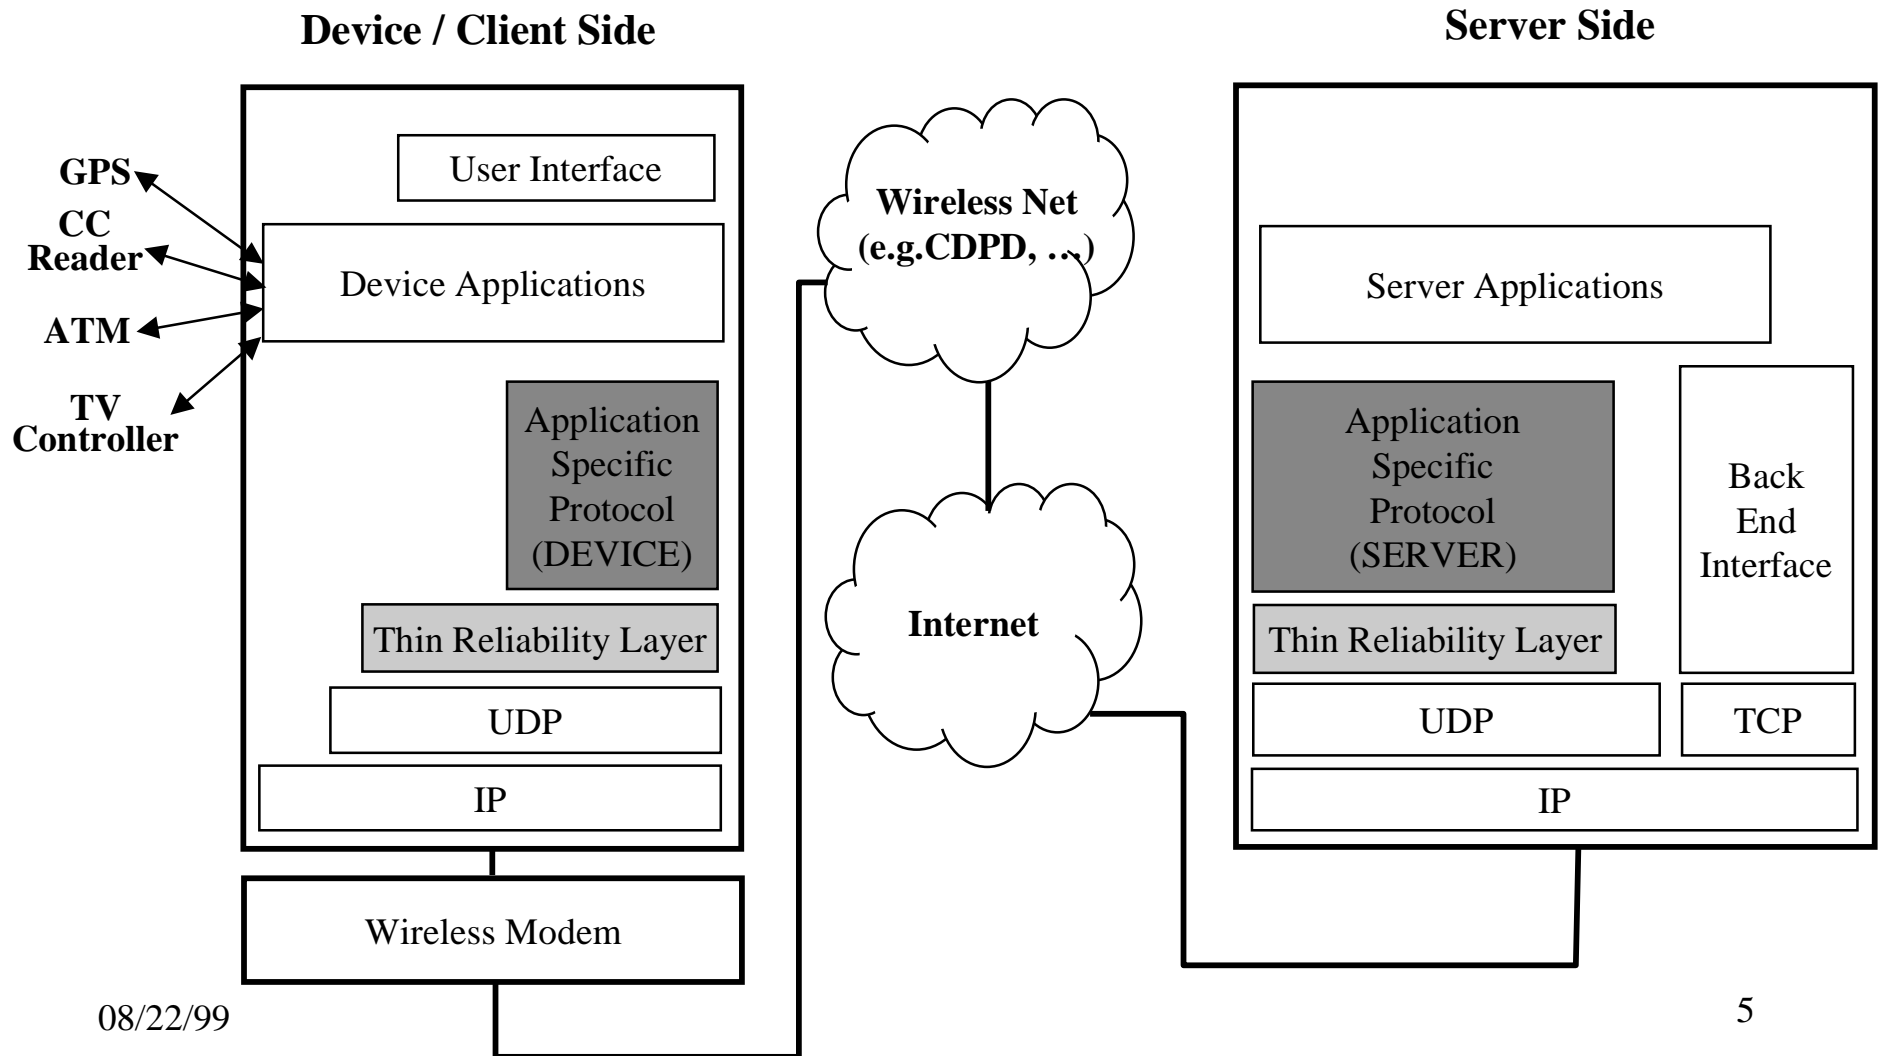 Device / Client Side
Server Side
GPS
CC
Reader
ATM
TV
Controller
User Interface
Device Applications
Application
Specific
Protocol
(DEVICE)
Thin Reliability Layer
UDP
IP
Wireless Modem
Wireless Net
(e.g.CDPD, …)
Internet
Server Applications
Application
Specific
Protocol
(SERVER)
Back
End
Interface
Thin Reliability Layer
UDP
TCP
IP
08/22/99
5